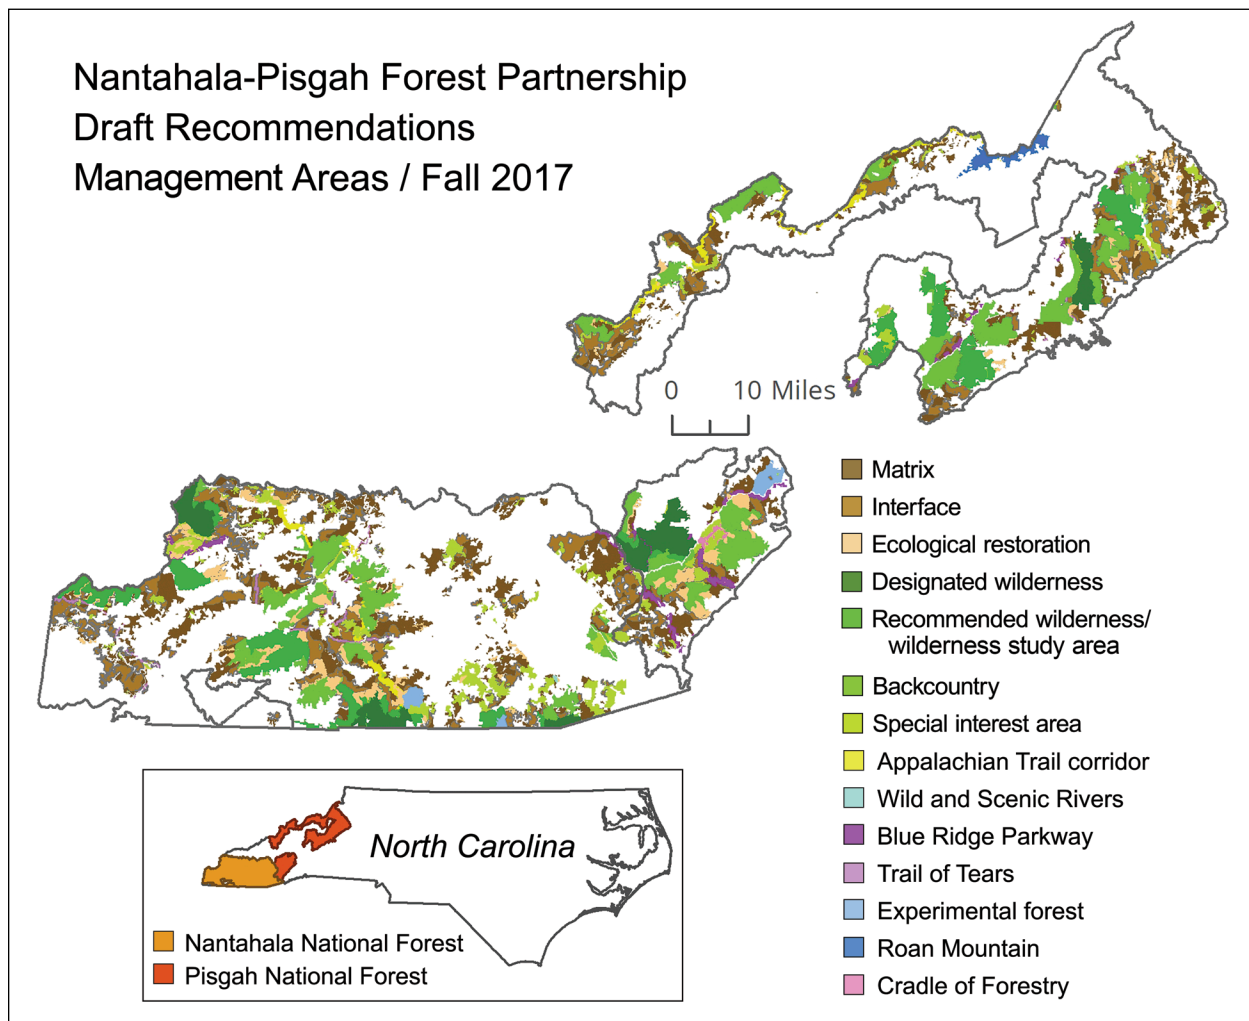 Nantahala-Pisgah Forest Partnership
Draft Recommendations
Management Areas / Fall 2017
0 10 Miles
Matrix
Interface
Ecological restoration
Designated wilderness
Recommended wilderness/
wilderness study area
Backcountry
Special interest area
Appalachian Trail corridor
Wild and Scenic Rivers
Blue Ridge Parkway
Trail of Tears
Experimental forest
Roan Mountain
Cradle of Forestry
North Carolina
Nantahala National Forest
Pisgah National Forest